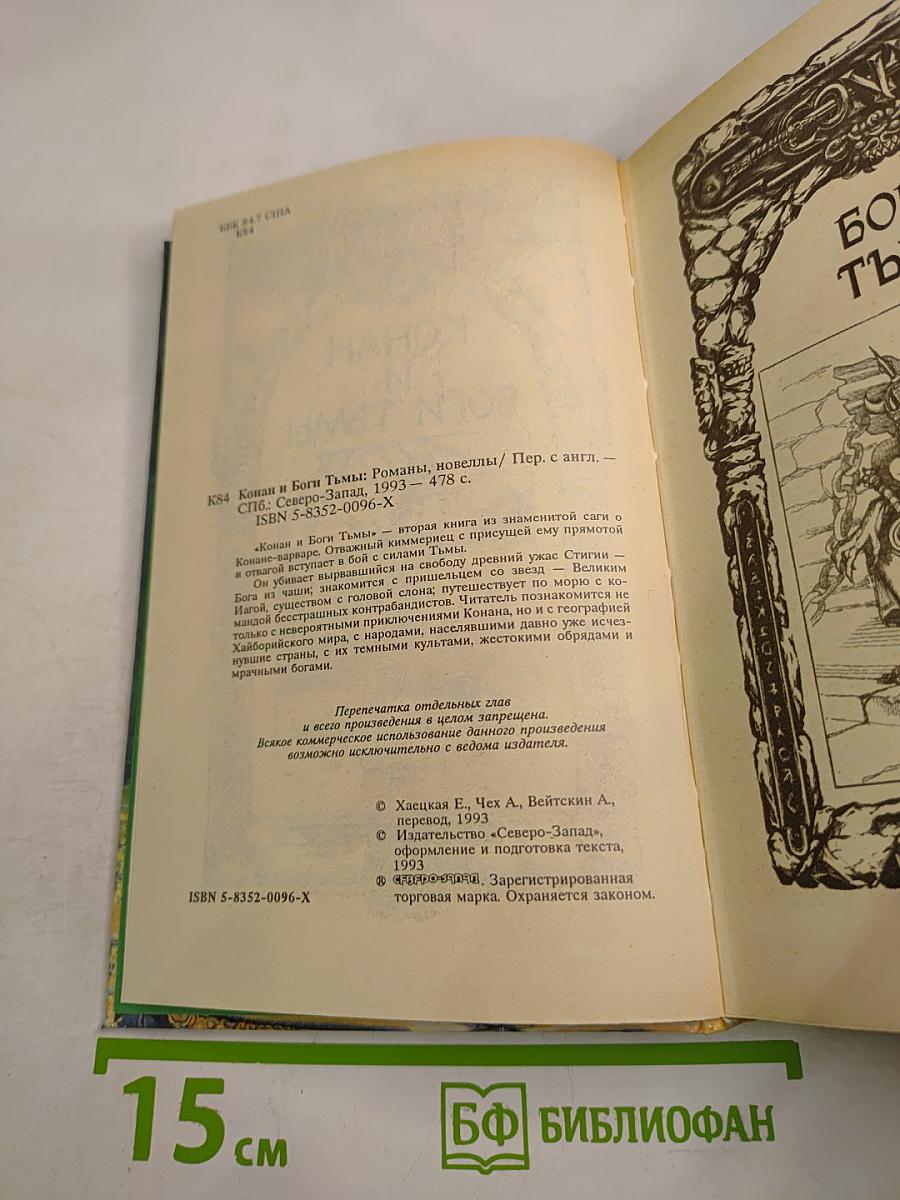 ББК 84.7 США
К84
К84 Конан и Боги Тьмы: Романы, новеллы/ Пер. с англ. —
СПб.: Северо-Запад, 1993 — 478 с.
ISBN 5-8352-0096-X
«Конан и Боги Тьмы» — вторая книга из знаменитой саги о
Конане-варваре. Отважный киммериец с присущей ему прямотой
и отвагой вступает в бой с силами Тьмы.
Он убивает вырвавшийся на свободу древний ужас Стигии —
Бога из чаши; знакомится с пришельцем со звезд — Великим
Иагой, существом с головой слона; путешествует по морю с ко-
мандой бесстрашных контрабандистов. Читатель познакомится не
только с невероятными приключениями Конана, но и с географией
Хайборийского мира, с народами, населявшими давно уже исчез-
нувшие страны, с их темными культами, жестокими обрядами и
мрачными богами.
Перепечатка отдельных глав
и всего произведения в целом запрещена.
Всякое коммерческое использование данного произведения
возможно исключительно с ведома издателя.
© Хаецкая Е., Чех А., Вейтскин А.,
перевод, 1993
© Издательство «Северо-Запад»,
оформление и подготовка текста,
1993
® СЕВЕРО-ЗАПАД. Зарегистрированная
торговая марка. Охраняется законом.
ISBN 5-8352-0096-X
КОНАН
И
БОГИ ТЬМЫ
15 см
БФ БИБЛИОФАН